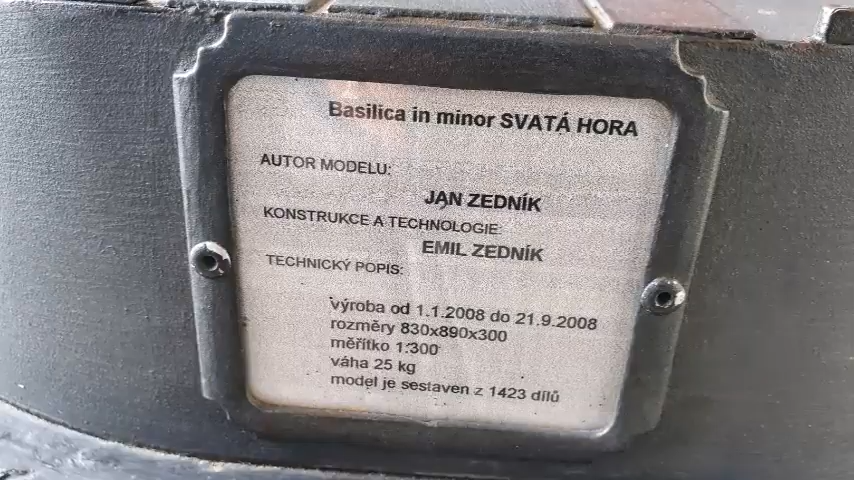 Basilica in minor SVATÁ HORA
AUTOR MODELU:
JAN ZEDNÍK
KONSTRUKCE A TECHNOLOGIE:
EMIL ZEDNÍK
TECHNICKÝ POPIS:
výroba od 1.1.2008 do 21.9.2008
rozměry 830x890x300
měřítko 1:300
váha 25 kg
model je sestaven z 1423 dílů